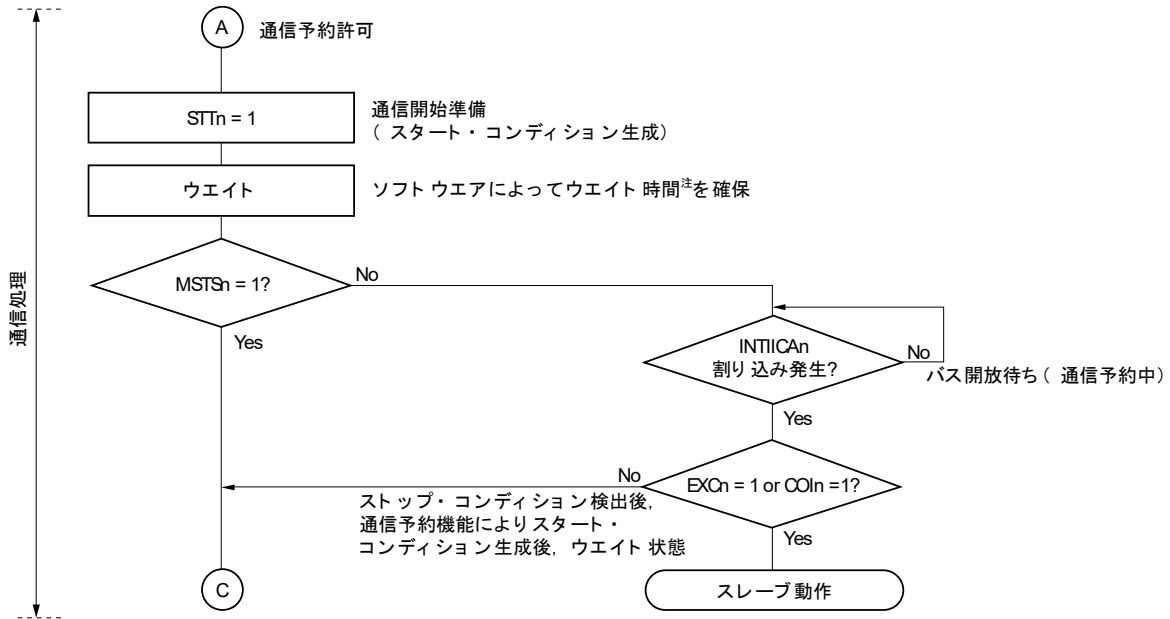 A
通信予約許可
STTn = 1
通信開始準備
(スタート・コンディション生成)
ウエイト
ソフトウエアによってウエイト時間注を確保
MSTSn = 1?
No
Yes
INTIICAn
割り込み発生?
No
バス開放待ち(通信予約中)
Yes
EXCn = 1 or COIn =1?
No
ストップ・コンディション検出後,
通信予約機能によりスタート・
コンディション生成後, ウエイト状態
Yes
C
スレーブ動作
通信処理